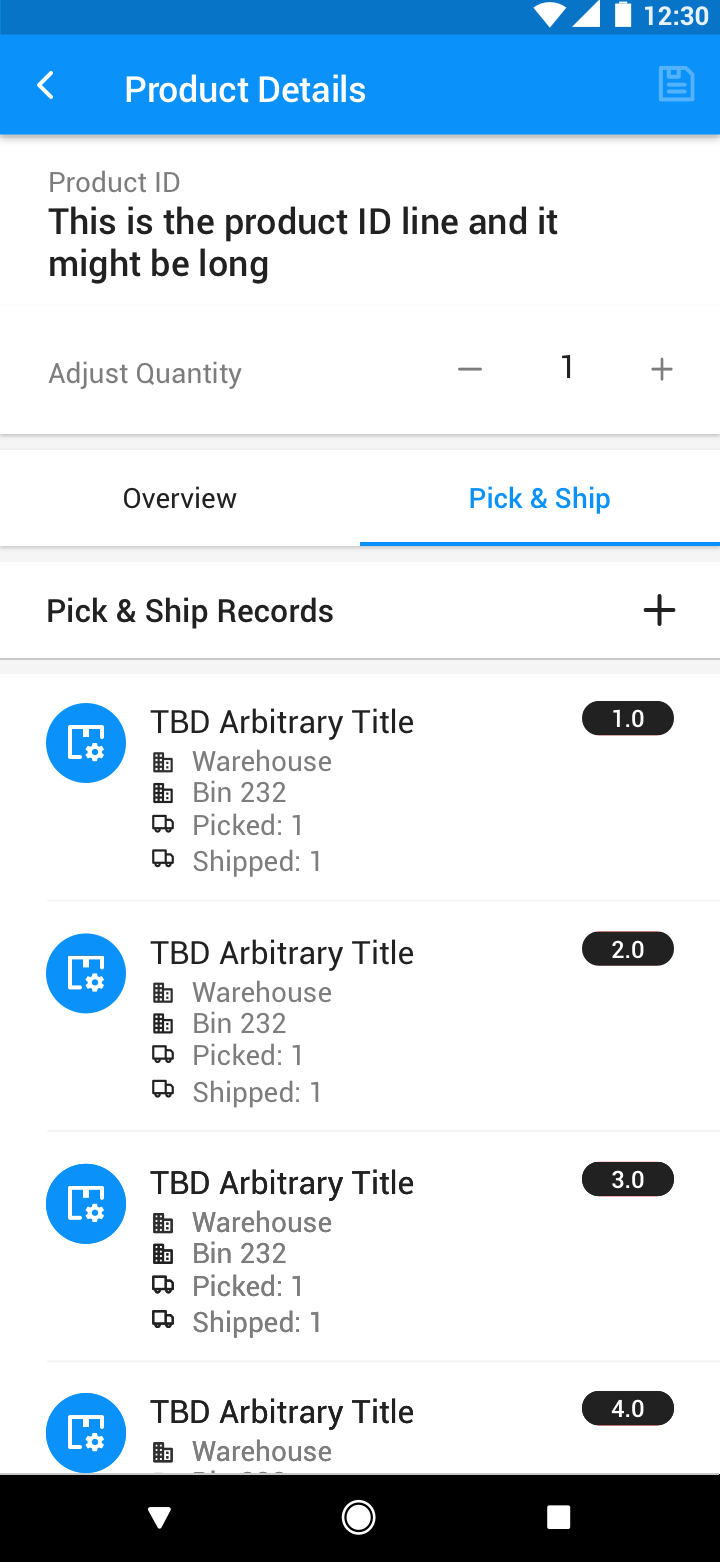 12:30
Product Details
Product ID
This is the product ID line and it
might be long
Adjust Quantity
1
Overview
Pick & Ship
Pick & Ship Records
TBD Arbitrary Title
1.0
Warehouse
Bin 232
Picked: 1
Shipped: 1
TBD Arbitrary Title
2.0
Warehouse
Bin 232
Picked: 1
Shipped: 1
TBD Arbitrary Title
3.0
Warehouse
Bin 232
Picked: 1
Shipped: 1
TBD Arbitrary Title
4.0
Warehouse